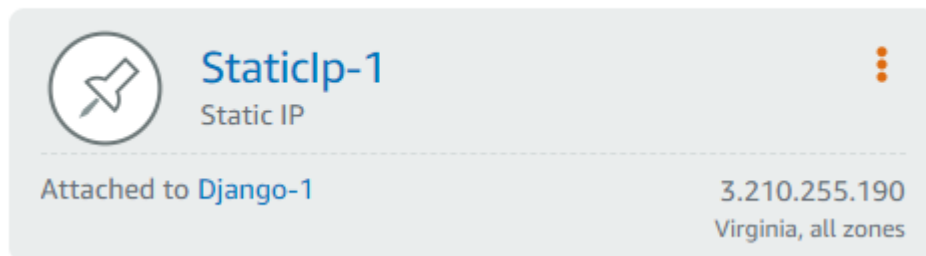 StaticIp-1
Static IP
Attached to Django-1
3.210.255.190
Virginia, all zones